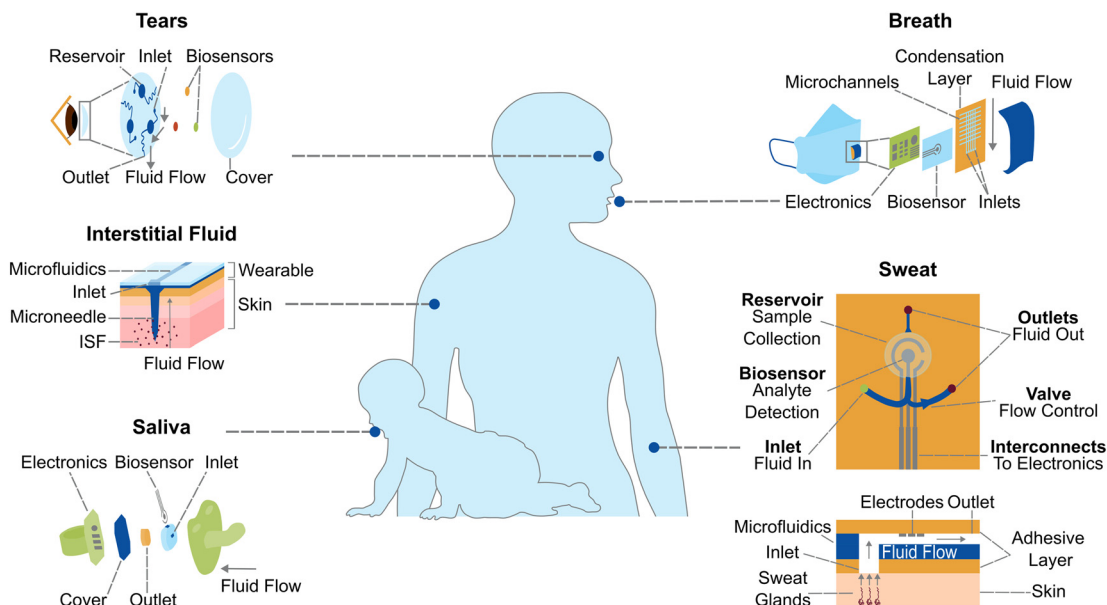 Tears
Reservoir Inlet Biosensors
Outlet Fluid Flow Cover
Interstitial Fluid
Microfluidics
Inlet
Microneedle
ISF
Wearable
Skin
Fluid Flow
Saliva
Electronics Biosensor Inlet
Fluid Flow
Cover Outlet
Breath
Condensation
Layer
Microchannels
Fluid Flow
Electronics Biosensor Inlets
Sweat
Reservoir
Sample
Collection
Biosensor
Analyte
Detection
Inlet
Fluid In
Outlets
Fluid Out
Valve
Flow Control
Interconnects
To Electronics
Electrodes Outlet
Microfluidics
Inlet
Fluid Flow
Adhesive
Layer
Sweat
Glands
Skin